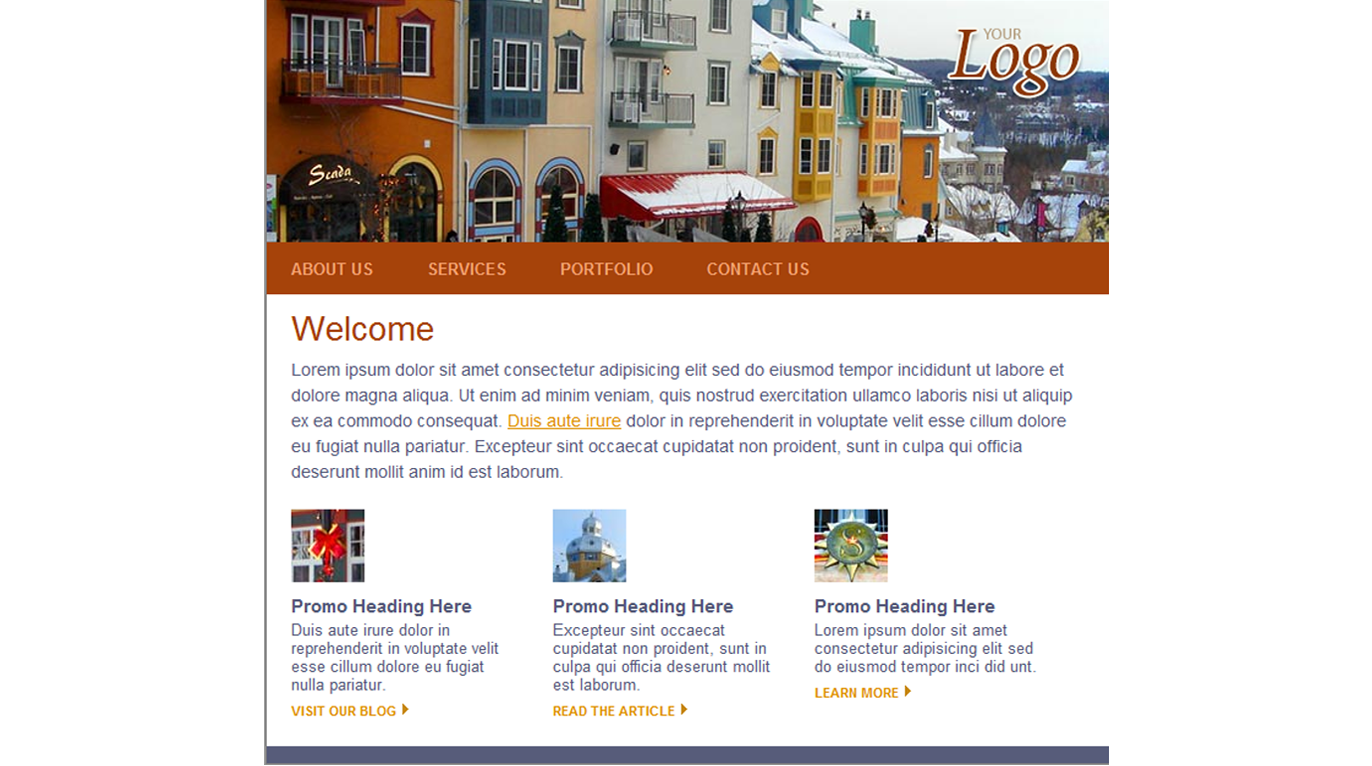 YOUR
Logo
Scada
ABOUT US SERVICES PORTFOLIO CONTACT US
Welcome
Lorem ipsum dolor sit amet consectetur adipisicing elit sed do eiusmod tempor incididunt ut labore et
dolore magna aliqua. Ut enim ad minim veniam, quis nostrud exercitation ullamco laboris nisi ut aliquip
ex ea commodo consequat. Duis aute irure dolor in reprehenderit in voluptate velit esse cillum dolore
eu fugiat nulla pariatur. Excepteur sint occaecat cupidatat non proident, sunt in culpa qui officia
deserunt mollit anim id est laborum.
Promo Heading Here
Duis aute irure dolor in
reprehenderit in voluptate velit
esse cillum dolore eu fugiat
nulla pariatur.
VISIT OUR BLOG
Promo Heading Here
Excepteur sint occaecat
cupidatat non proident, sunt in
culpa qui officia deserunt mollit
est laborum.
READ THE ARTICLE
S
Promo Heading Here
Lorem ipsum dolor sit amet
consectetur adipisicing elit sed
do eiusmod tempor inci did unt.
LEARN MORE